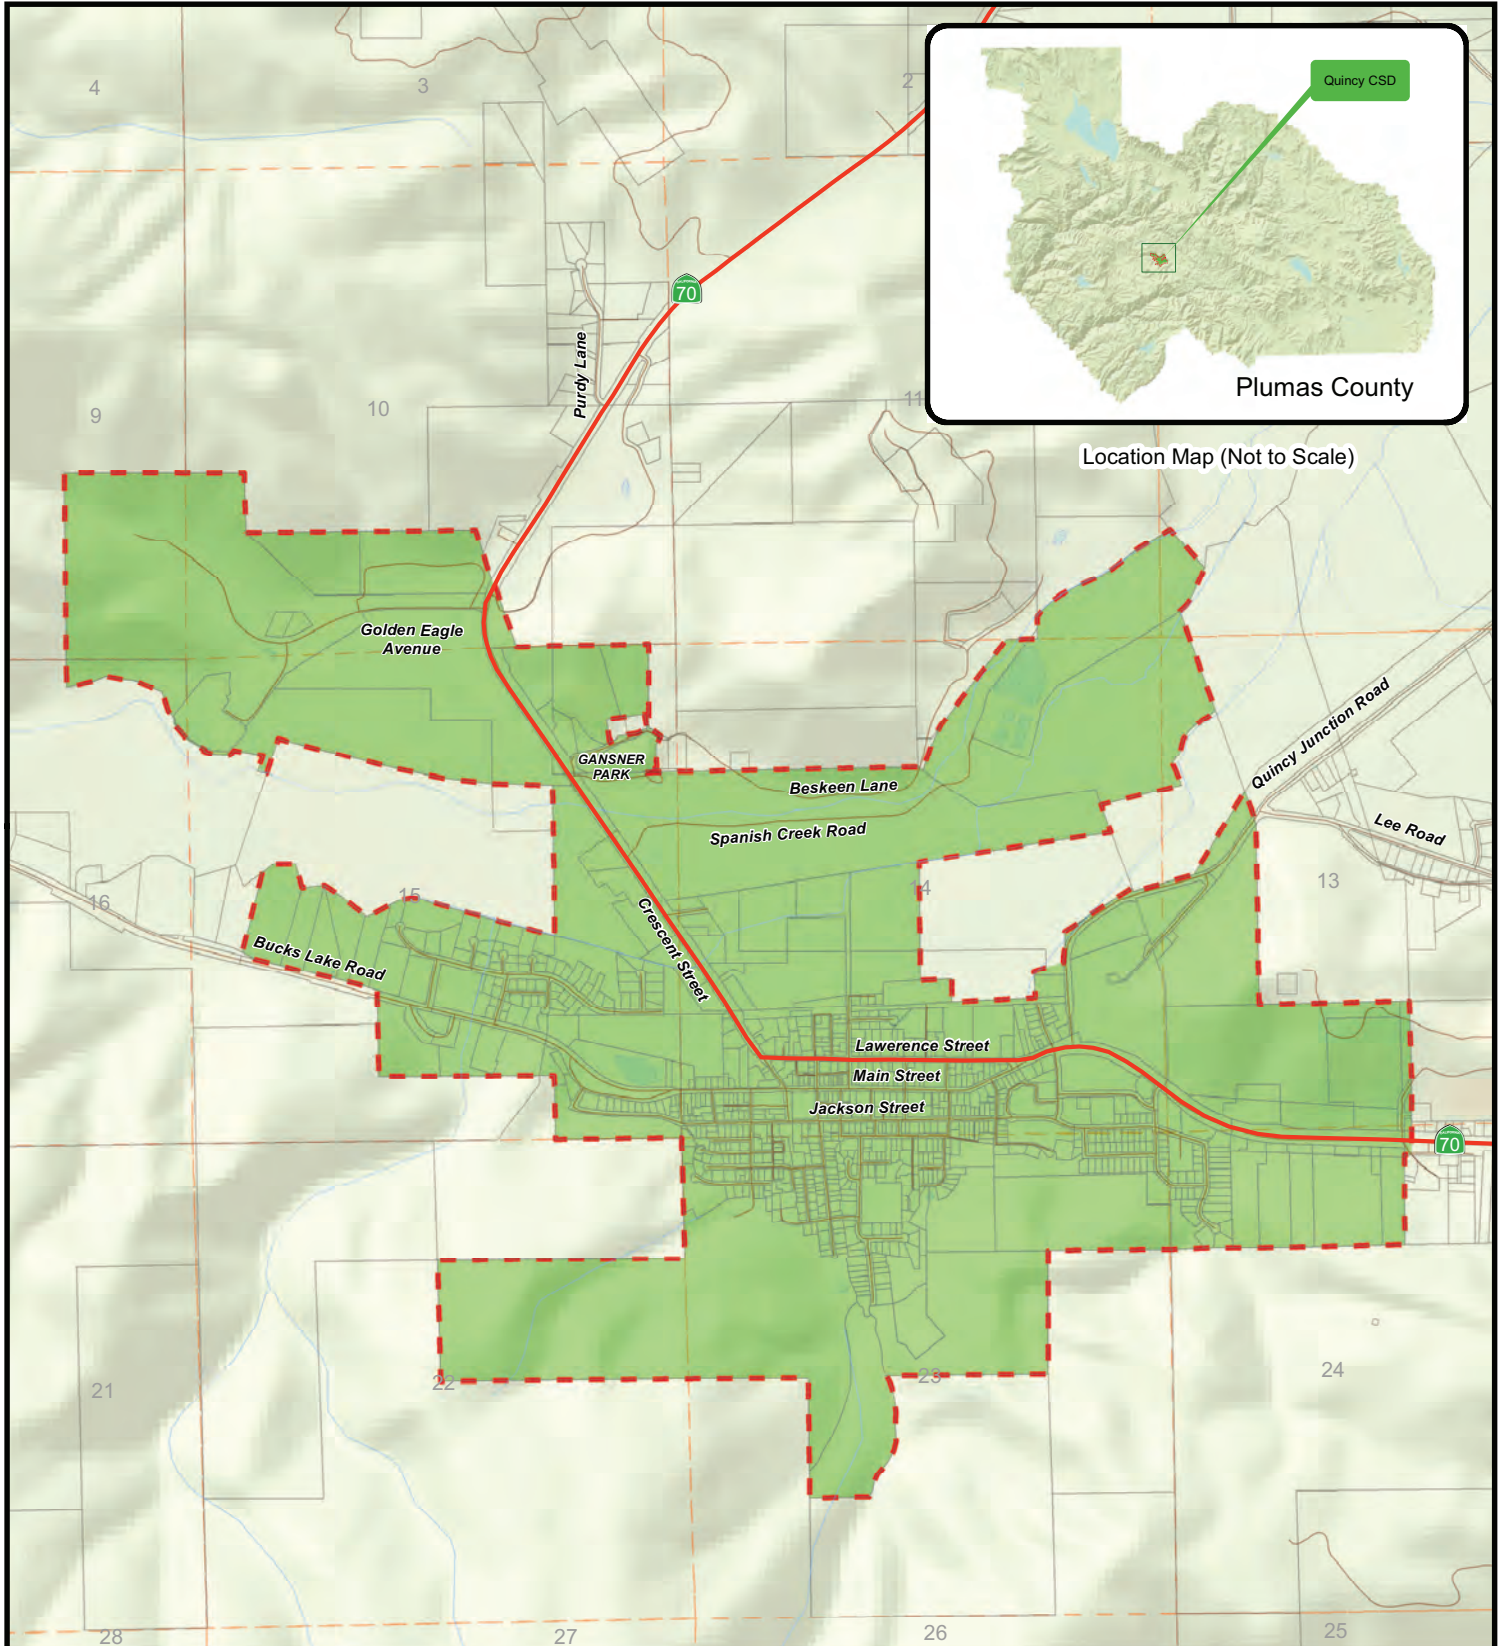 4
3
2
Quincy CSD
Plumas County
Location Map (Not to Scale)
70
Purdy Lane
9
10
11
Golden Eagle
Avenue
GANSNER
PARK
Beskeen Lane
Spanish Creek Road
Quincy Junction Road
Lee Road
16
15
14
13
Bucks Lake Road
Crescent Street
Lawerence Street
Main Street
Jackson Street
70
21
22
23
24
28
27
26
25